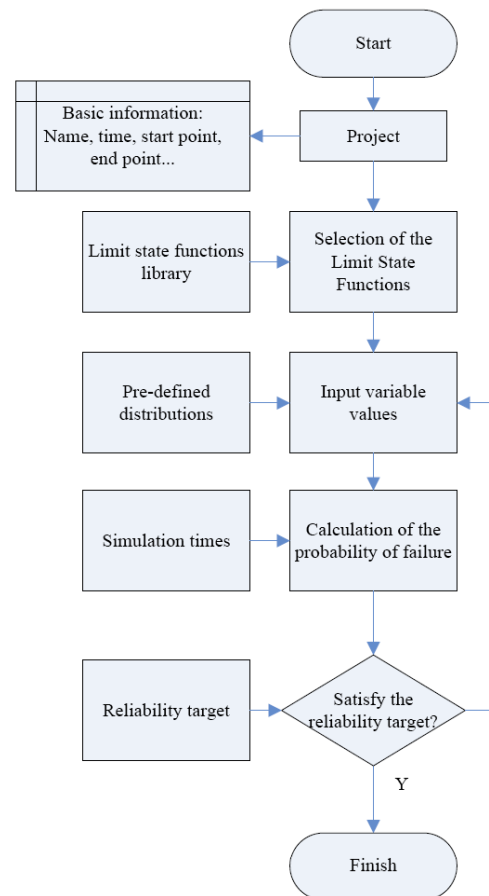 Start
Basic information:
Name, time, start point,
end point...
Project
Limit state functions
library
Selection of the
Limit State
Functions
Pre-defined
distributions
Input variable
values
Simulation times
Calculation of the
probability of failure
Reliability target
Satisfy the
reliability target?
Y
Finish